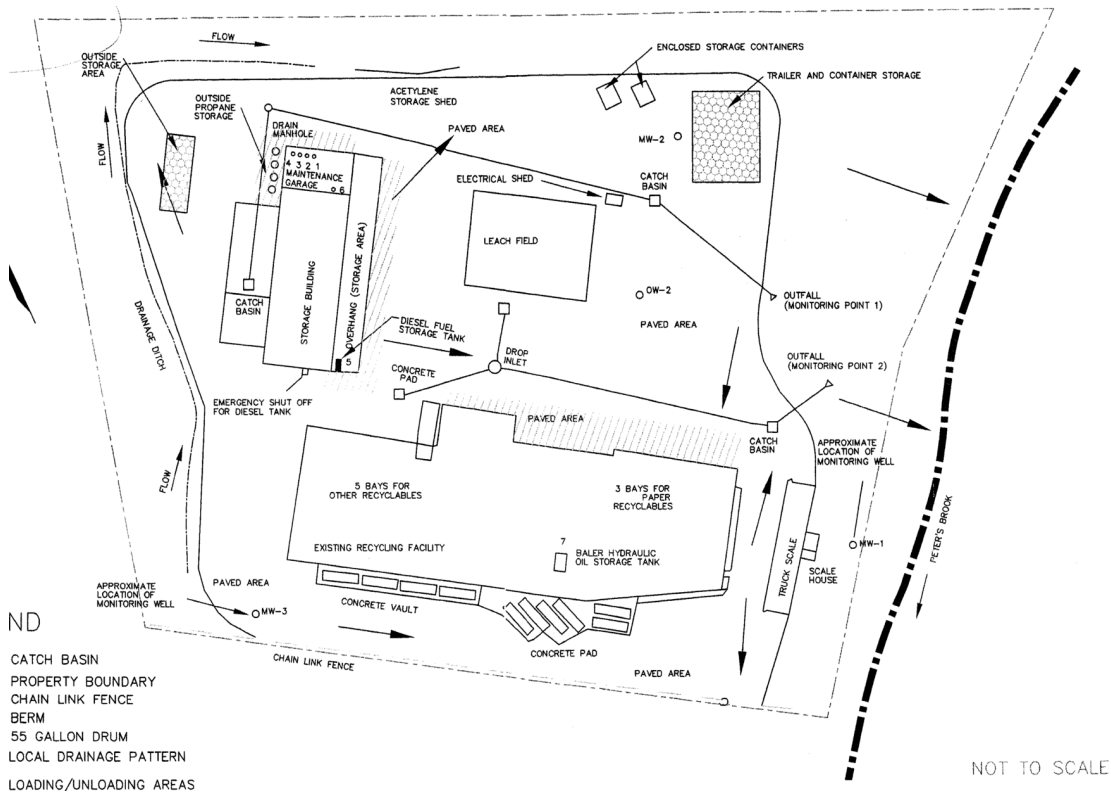 FLOW
OUTSIDE
STORAGE
AREA
ENCLOSED STORAGE CONTAINERS
TRAILER AND CONTAINER STORAGE
OUTSIDE
PROPANE
STORAGE
ACETYLENE
STORAGE SHED
PAVED AREA
DRAIN
MANHOLE
MW-2
FLOW
4 3 2 1
MAINTENANCE
GARAGE
6
ELECTRICAL SHED
CATCH
BASIN
LEACH FIELD
OVERHANG (STORAGE AREA)
STORAGE BUILDING
CATCH
BASIN
OW-2
OUTFALL
(MONITORING POINT 1)
PAVED AREA
DIESEL FUEL
STORAGE TANK
DRAINAGE DITCH
5
DROP
INLET
OUTFALL
(MONITORING POINT 2)
CONCRETE
PAD
EMERGENCY SHUT OFF
FOR DIESEL TANK
PAVED AREA
CATCH
BASIN
APPROXIMATE
LOCATION OF
MONITORING WELL
FLOW
5 BAYS FOR
OTHER RECYCLABLES
3 BAYS FOR
PAPER
RECYCLABLES
PETER'S BROOK
7
EXISTING RECYCLING FACILITY
BALER HYDRAULIC
OIL STORAGE TANK
TRUCK SCALE
MW-1
SCALE
HOUSE
APPROXIMATE
LOCATION OF
MONITORING WELL
PAVED AREA
MW-3
CONCRETE VAULT
CONCRETE PAD
CHAIN LINK FENCE
PAVED AREA
ND
CATCH BASIN
PROPERTY BOUNDARY
CHAIN LINK FENCE
BERM
55 GALLON DRUM
LOCAL DRAINAGE PATTERN
LOADING/UNLOADING AREAS
NOT TO SCALE